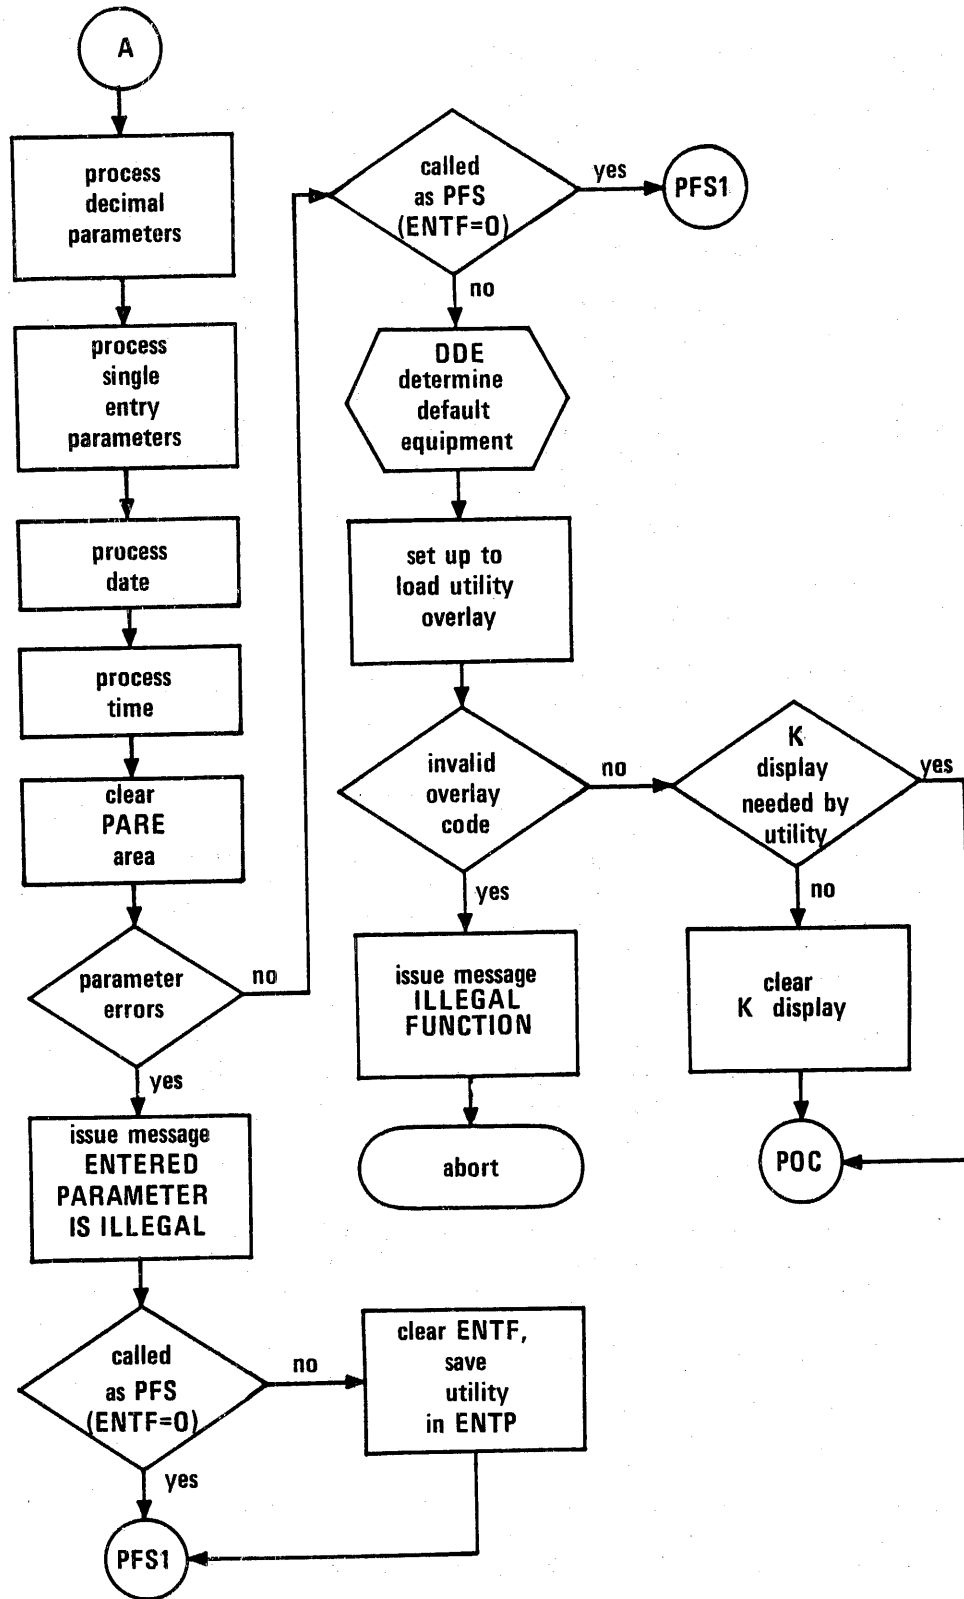 A
process
decimal
parameters
process
single
entry
parameters
process
date
process
time
clear
PARE
area
parameter
errors
no
yes
issue message
ENTERED
PARAMETER
IS ILLEGAL
called
as PFS
(ENTF=0)
no
yes
clear ENTF,
save
utility
in ENTP
PFS1
called
as PFS
(ENTF=0)
yes
PFS1
no
DDE
determine
default
equipment
set up to
load utility
overlay
invalid
overlay
code
no
yes
issue message
ILLEGAL
FUNCTION
abort
K
display
needed by
utility
yes
no
clear
K display
POC